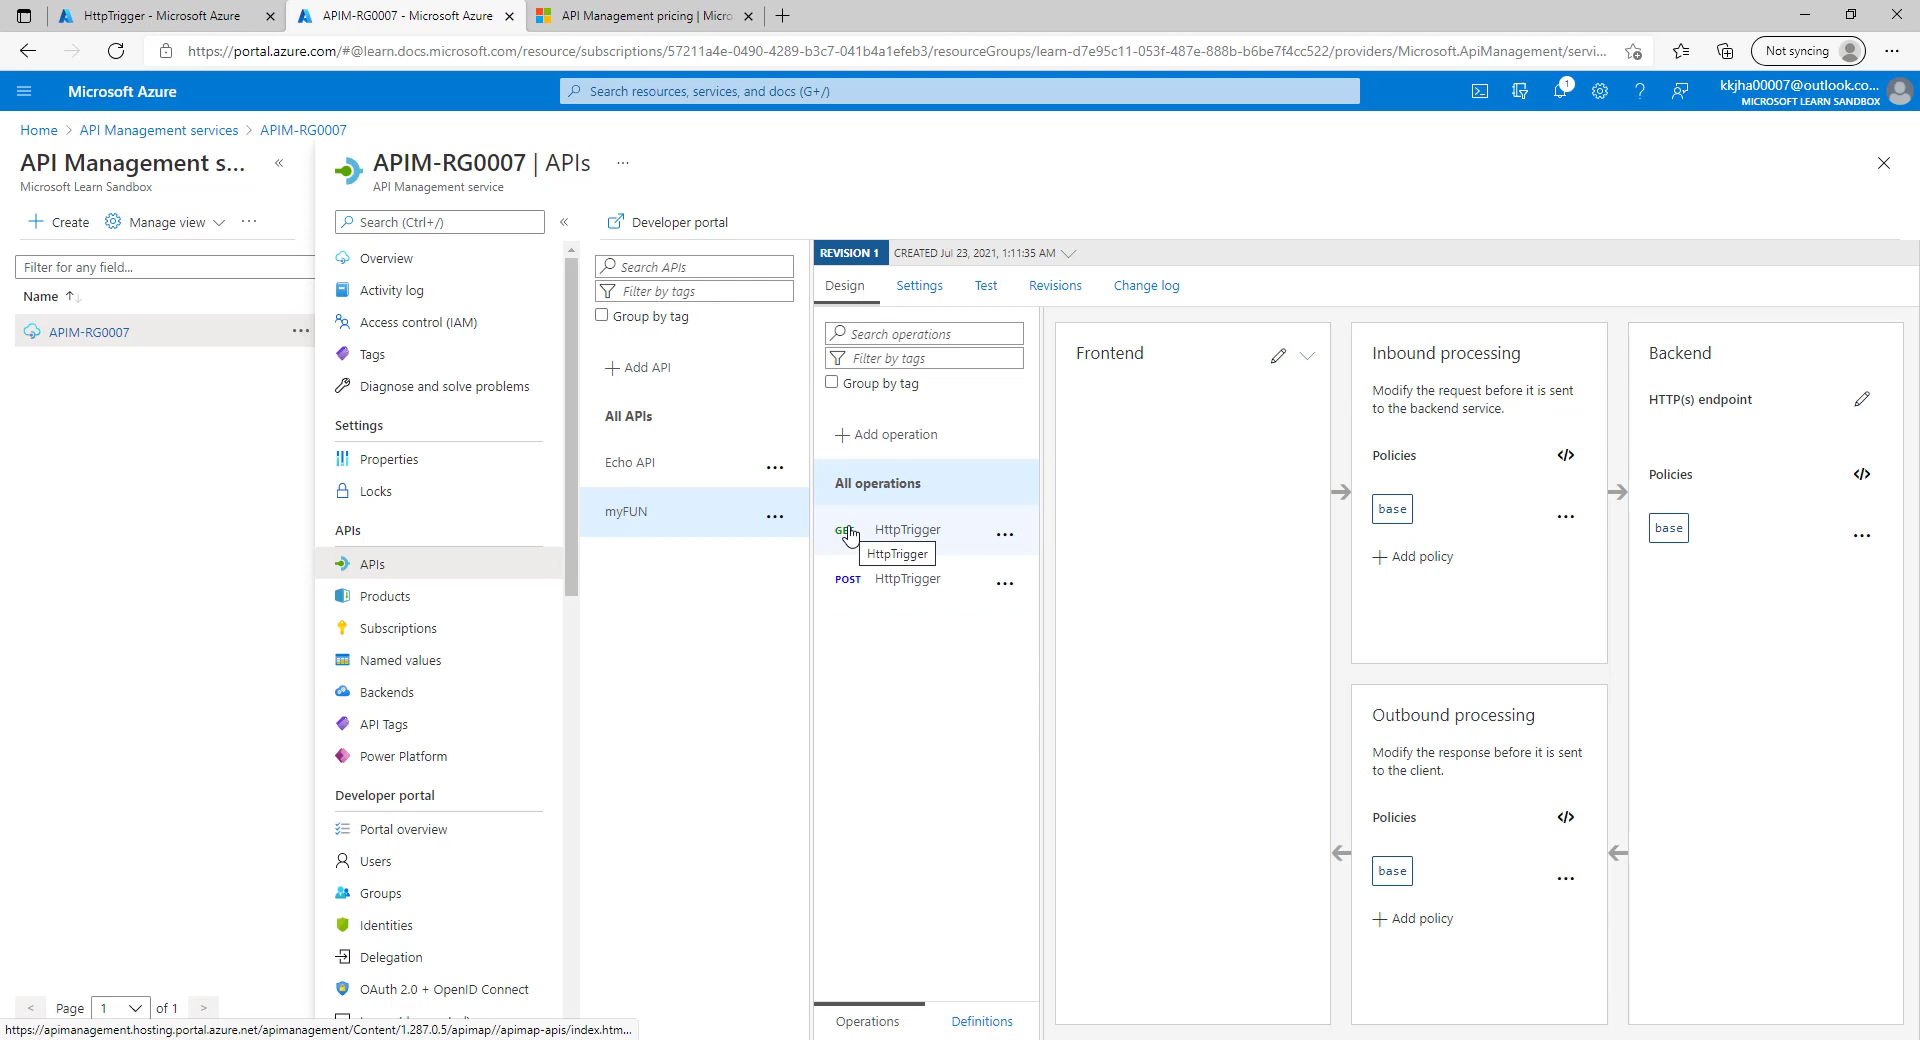 HttpTrigger - Microsoft Azure
APIM-RG0007 - Microsoft Azure
API Management pricing | Micro
https://portal.azure.com/#@learn.docs.microsoft.com/resource/subscriptions/57211a4e-0490-4289-b3c7-041b4a1efeb3/resourceGroups/learn-d7e95c11-053f-487e-888b-b6be7f4cc522/providers/Microsoft.ApiManagement/servi...
Not syncing
Microsoft Azure
Search resources, services, and docs (G+/)
1
kkjha00007@outlook.co...
MICROSOFT LEARN SANDBOX
Home > API Management services > APIM-RG0007
API Management s...
Microsoft Learn Sandbox
Create
Manage view
Filter for any field...
Name
APIM-RG0007
Page 1 of 1
APIM-RG0007 | APIs
API Management service
Search (Ctrl+/)
Overview
Activity log
Access control (IAM)
Tags
Diagnose and solve problems
Settings
Properties
Locks
APIs
APIs
Products
Subscriptions
Named values
Backends
API Tags
Power Platform
Developer portal
Portal overview
Users
Groups
Identities
Delegation
OAuth 2.0 + OpenID Connect
Developer portal
Search APIs
Filter by tags
Group by tag
Add API
All APIs
Echo API
myFUN
REVISION 1
CREATED Jul 23, 2021, 1:11:35 AM
Design
Settings
Test
Revisions
Change log
Search operations
Filter by tags
Group by tag
Add operation
All operations
HttpTrigger
HttpTrigger
POST HttpTrigger
Operations
Definitions
Frontend
Inbound processing
Modify the request before it is sent
to the backend service.
Policies
</>
base
Add policy
Outbound processing
Modify the response before it is sent
to the client.
Policies
</>
base
Add policy
Backend
HTTP(s) endpoint
Policies
</>
base
https://apimanagement.hosting.portal.azure.net/apimanagement/Content/1.287.0.5/apimap//apimap-apis/index.htm...